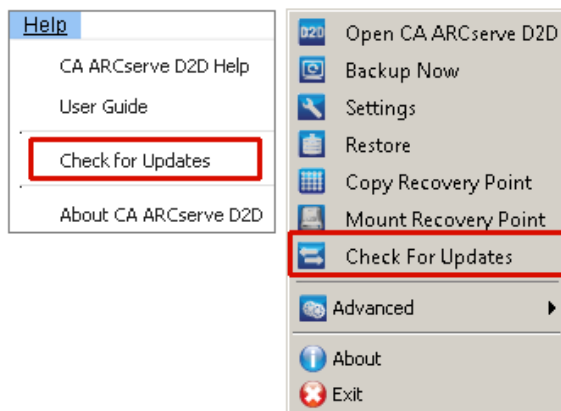 Help
CA ARCserve D2D Help
User Guide
Check for Updates
About CA ARCserve D2D
D2D Open CA ARCserve D2D
Backup Now
Settings
Restore
Copy Recovery Point
Mount Recovery Point
Check For Updates
Advanced
About
Exit